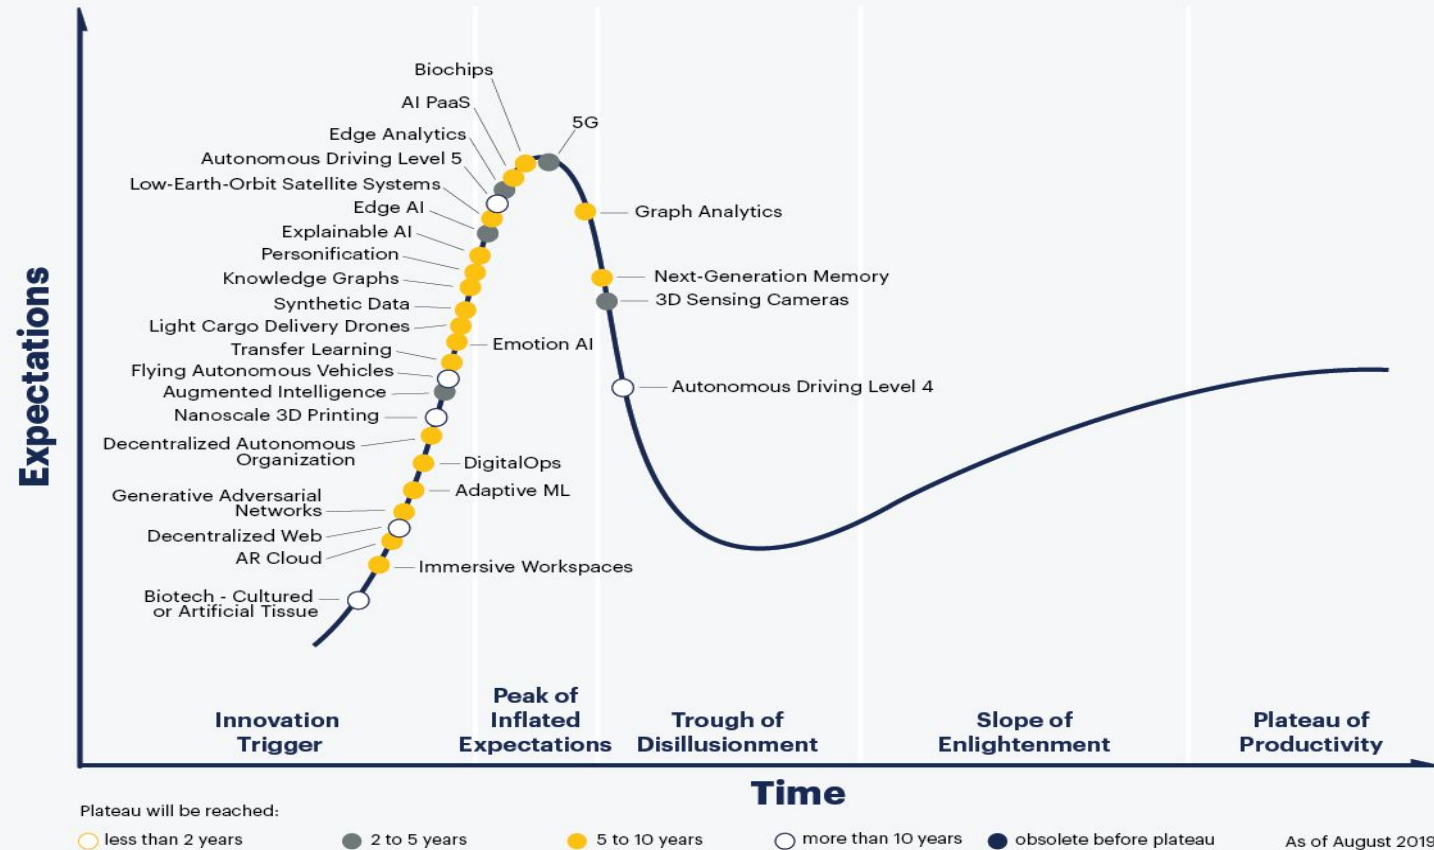 Biochips
AI PaaS
5G
Edge Analytics
Autonomous Driving Level 5
Low-Earth-Orbit Satellite Systems
Edge AI
Graph Analytics
Explainable AI
Personification
Knowledge Graphs
Next-Generation Memory
Synthetic Data
3D Sensing Cameras
Light Cargo Delivery Drones
Emotion AI
Transfer Learning
Flying Autonomous Vehicles
Augmented Intelligence
Autonomous Driving Level 4
Nanoscale 3D Printing
Decentralized Autonomous
Organization
DigitalOps
Adaptive ML
Generative Adversarial
Networks
Decentralized Web
AR Cloud
Immersive Workspaces
Biotech - Cultured
or Artificial Tissue
Expectations
Innovation
Trigger
Peak of
Inflated
Expectations
Trough of
Disillusionment
Slope of
Enlightenment
Plateau of
Productivity
Time
Plateau will be reached:
less than 2 years
2 to 5 years
5 to 10 years
more than 10 years
obsolete before plateau
As of August 2019